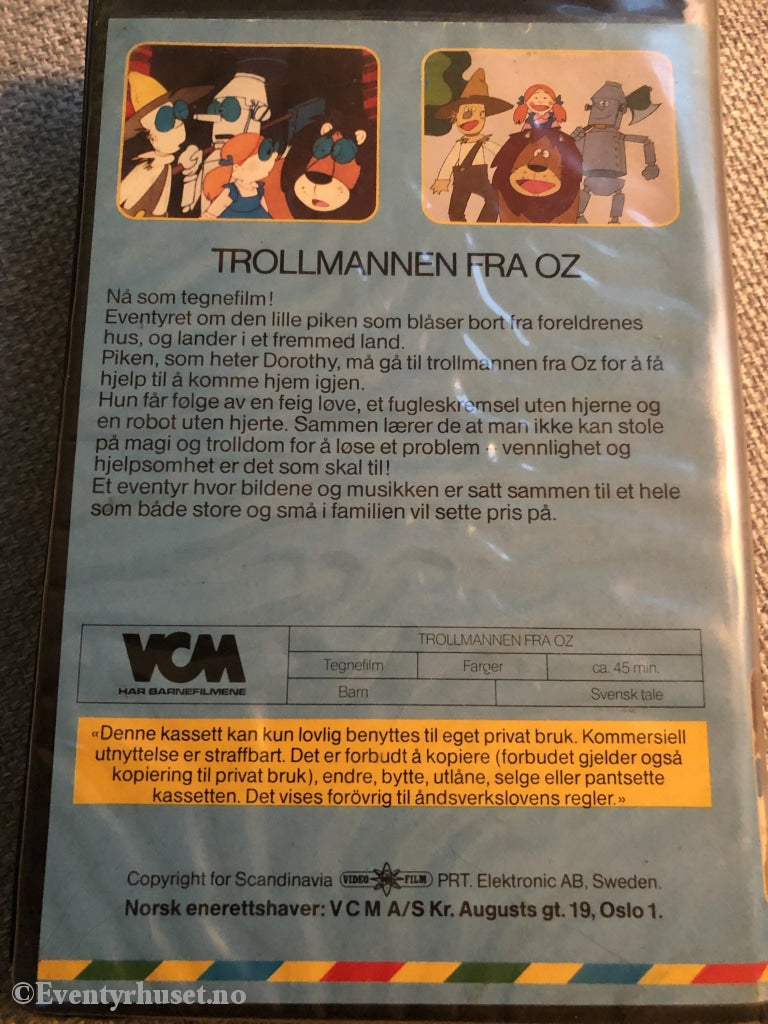 TROLLMANNEN FRA OZ
Nå som tegnefilm!
Eventyret om den lille piken som blåser bort fra foreldrenes
hus, og lander i et fremmed land.
Piken, som heter Dorothy, må gå til trollmannen fra Oz for å få
hjelp til å komme hjem igjen.
Hun får følge av en feig løve, et fugleskremsel uten hjerne og
en robot uten hjerte. Sammen lærer de at man ikke kan stole
på magi og trolldom for å løse et problem – vennlighet og
hjelpsomhet er det som skal til!
Et eventyr hvor bildene og musikken er satt sammen til et hele
som både store og små i familien vil sette pris på.
VCM
HAR BARNEFILMENE
TROLLMANNEN FRA OZ
Tegnefilm Farger ca. 45 min.
Barn Svensk tale
«Denne kassett kan kun lovlig benyttes til eget privat bruk. Kommersiell
utnyttelse er straffbart. Det er forbudt å kopiere (forbudet gjelder også
kopiering til privat bruk), endre, bytte, utlåne, selge eller pantsette
kassetten. Det vises forövrig til åndsverkslovens regler.»
Copyright for Scandinavia VIDEO FILM PRT. Elektronic AB, Sweden.
Norsk enerettshaver: V C M A/S Kr. Augusts gt. 19, Oslo 1.
©Eventyrhuset.no